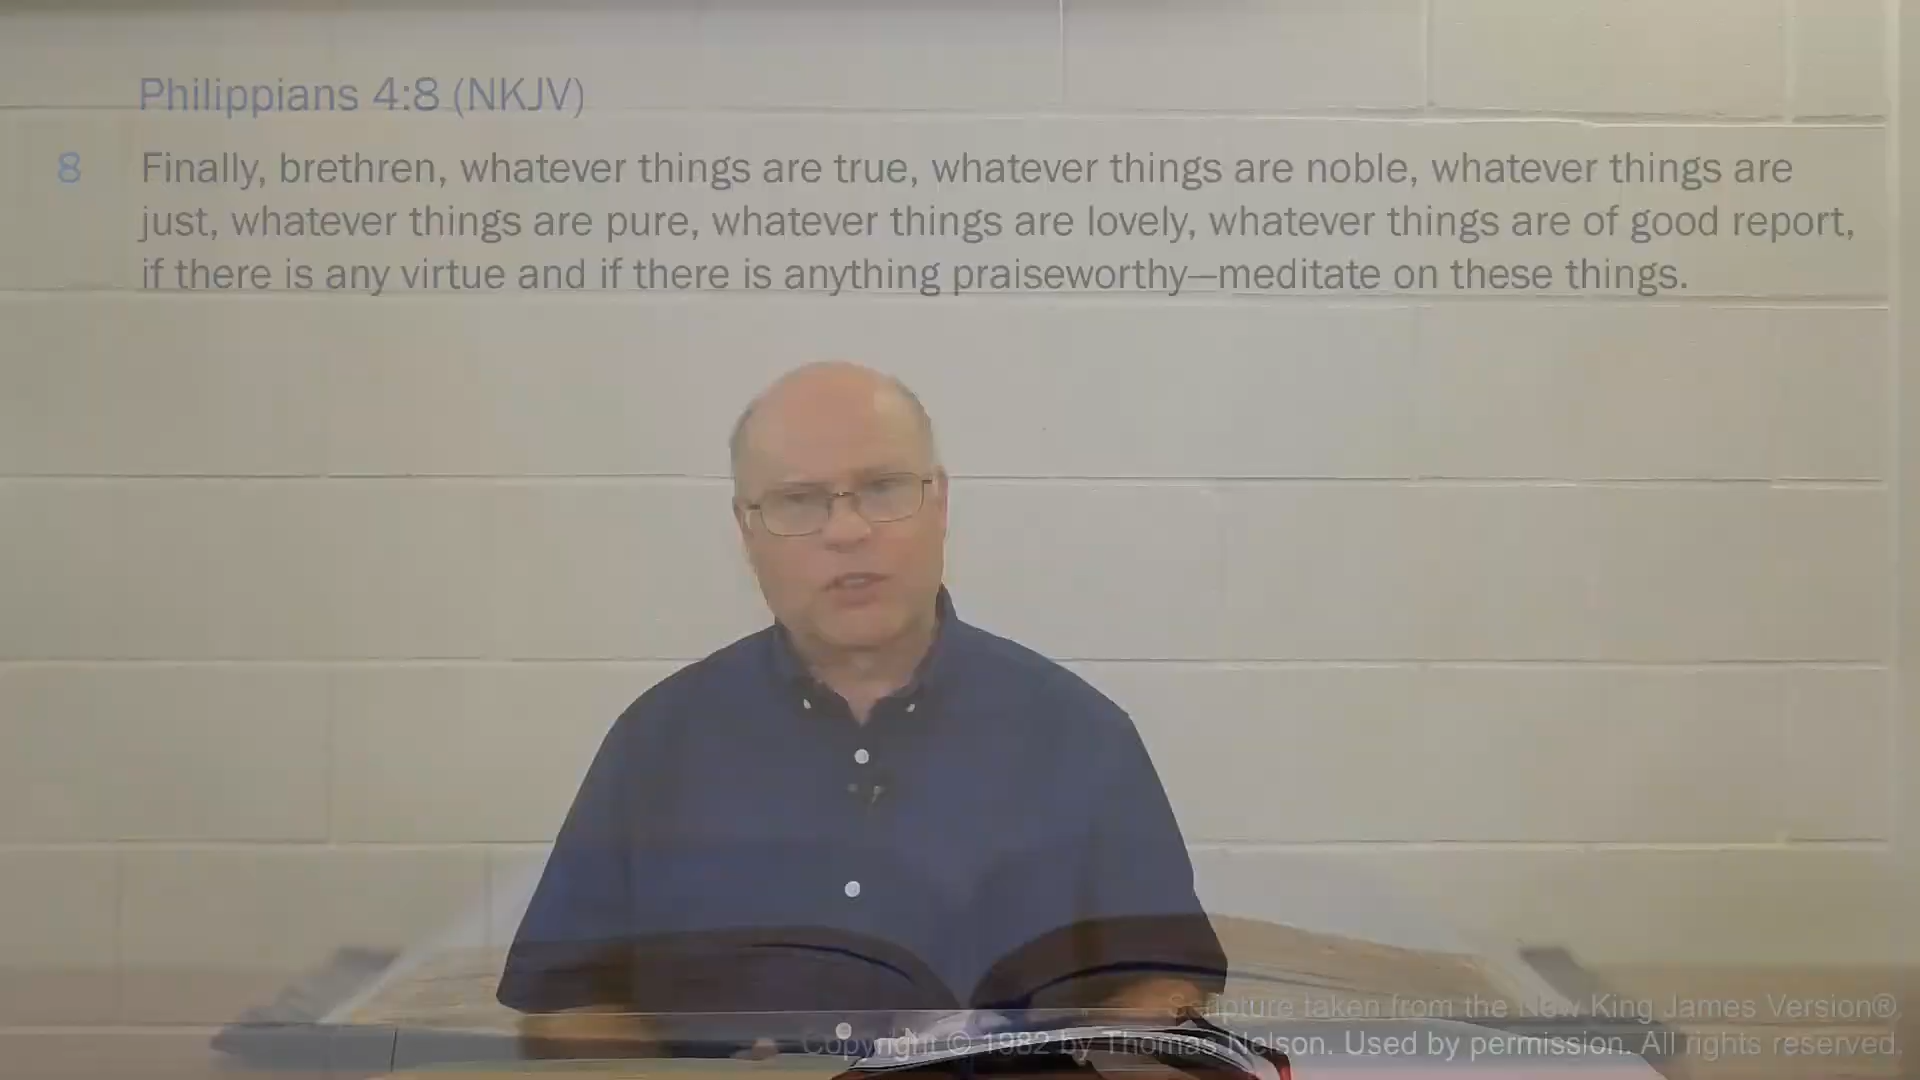 Philippians 4:8 (NKJV)
8 Finally, brethren, whatever things are true, whatever things are noble, whatever things are
just, whatever things are pure, whatever things are lovely, whatever things are of good report,
if there is any virtue and if there is anything praiseworthy—meditate on these things.
Scripture taken from the New King James Version®.
Copyright © 1982 by Thomas Nelson. Used by permission. All rights reserved.